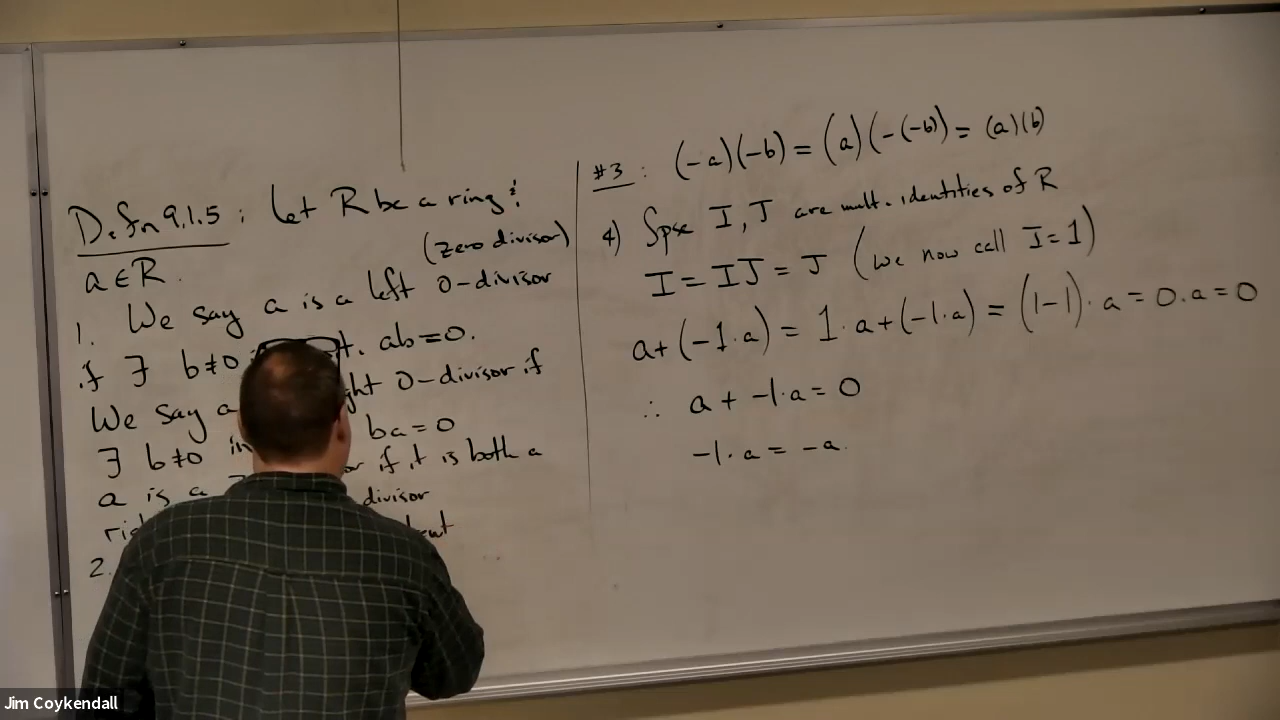 Defn 9.1.5: Let R be a ring &
(zero divisor)
a ∈ R.
1. We say a is a left 0-divisor
if ∃ b≠0 ab=0.
We say a 0-divisor if
∃ b≠0 in ba=0
a is a if it is both a
divisor
2.
#3: (-a)(-b) = (a)(-(-b)) = (a)(b)
4) Spse I, J are mult. identities of R
I = IJ = J (we now call I=1)
a+(-1·a) = 1·a+(-1·a) = (1-1)·a = 0·a = 0
∴ a + -1·a = 0
-1·a = -a.
Jim Coykendall